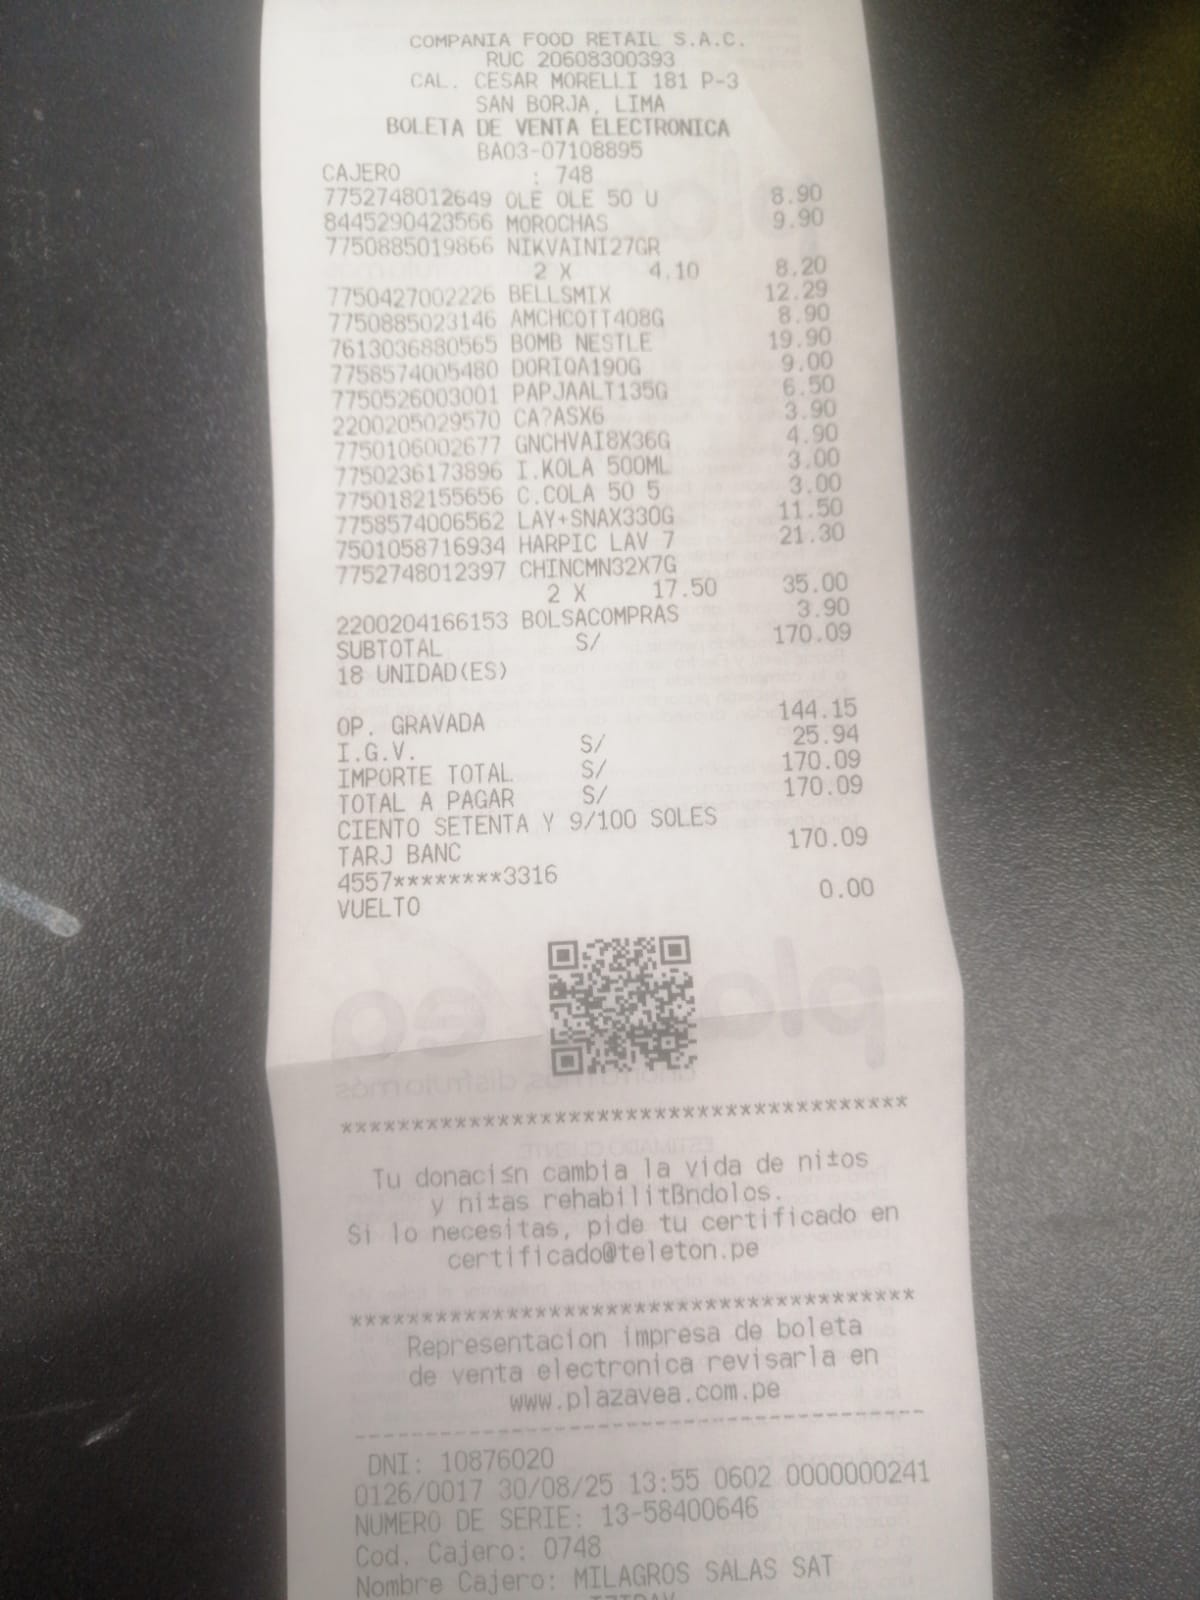 COMPANIA FOOD RETAIL S.A.C.
RUC 20608300393
CAL. CESAR MORELLI 181 P-3
SAN BORJA, LIMA
BOLETA DE VENTA ELECTRONICA
BA03-07108895
CAJERO : 748
7752748012649 OLE OLE 50 U 8.90
8445290423566 MOROCHAS 9.90
7750885019866 NIKVAINI27GR
2 X 4.10 8.20
7750427002226 BELLSMIX 12.29
7750885023146 AMCHCOTT408G 8.90
7613036880565 BOMB NESTLE 19.90
7758574005480 DORIQA190G 9.00
7750526003001 PAPJAALT135G 6.50
2200205029570 CA?ASX6 3.90
7750106002677 GNCHVAI8X36G 4.90
7750236173896 I.KOLA 500ML 3.00
7750182155656 C.COLA 50 5 3.00
7758574006562 LAY+SNAX330G 11.50
7501058716934 HARPIC LAV 7 21.30
7752748012397 CHINCMN32X7G
2 X 17.50 35.00
2200204166153 BOLSACOMPRAS 3.90
SUBTOTAL S/ 170.09
18 UNIDAD(ES)
OP. GRAVADA 144.15
I.G.V. S/ 25.94
IMPORTE TOTAL S/ 170.09
TOTAL A PAGAR S/ 170.09
CIENTO SETENTA Y 9/100 SOLES
TARJ BANC 170.09
4557********3316
VUELTO 0.00
****************************************
Tu donaci≤n cambia la vida de ni±os
y ni±as rehabilitßndolos.
Si lo necesitas, pide tu certificado en
certificado@teleton.pe
****************************************
Representacion impresa de boleta
de venta electronica revisarla en
www.plazavea.com.pe
----------------------------------------
DNI: 10876020
0126/0017 30/08/25 13:55 0602 0000000241
NUMERO DE SERIE: 13-58400646
Cod. Cajero: 0748
Nombre Cajero: MILAGROS SALAS SAT